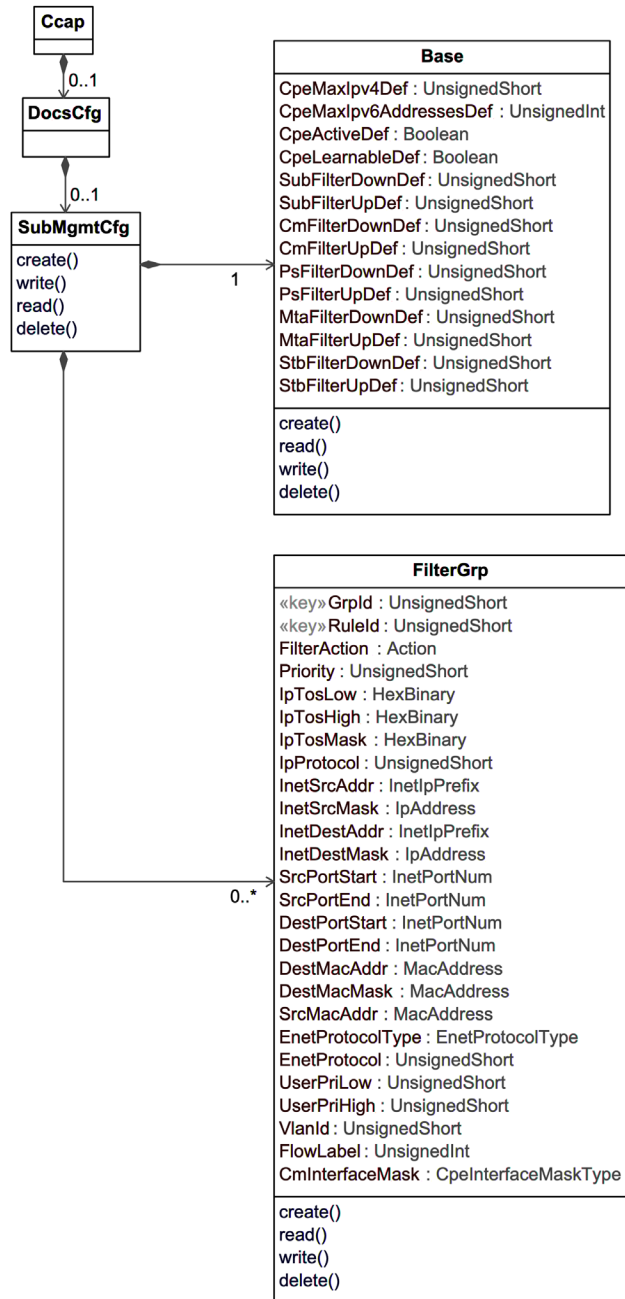 Ccap
0..1
DocsCfg
0..1
SubMgmtCfg
create()
write()
read()
delete()
1
Base
CpeMaxIpv4Def : UnsignedShort
CpeMaxIpv6AddressesDef : UnsignedInt
CpeActiveDef : Boolean
CpeLearnableDef : Boolean
SubFilterDownDef : UnsignedShort
SubFilterUpDef : UnsignedShort
CmFilterDownDef : UnsignedShort
CmFilterUpDef : UnsignedShort
PsFilterDownDef : UnsignedShort
PsFilterUpDef : UnsignedShort
MtaFilterDownDef : UnsignedShort
MtaFilterUpDef : UnsignedShort
StbFilterDownDef : UnsignedShort
StbFilterUpDef : UnsignedShort
create()
read()
write()
delete()
0..*
FilterGrp
«key» GrpId : UnsignedShort
«key» RuleId : UnsignedShort
FilterAction : Action
Priority : UnsignedShort
IpTosLow : HexBinary
IpTosHigh : HexBinary
IpTosMask : HexBinary
IpProtocol : UnsignedShort
InetSrcAddr : InetIpPrefix
InetSrcMask : IpAddress
InetDestAddr : InetIpPrefix
InetDestMask : IpAddress
SrcPortStart : InetPortNum
SrcPortEnd : InetPortNum
DestPortStart : InetPortNum
DestPortEnd : InetPortNum
DestMacAddr : MacAddress
DestMacMask : MacAddress
SrcMacAddr : MacAddress
EnetProtocolType : EnetProtocolType
EnetProtocol : UnsignedShort
UserPriLow : UnsignedShort
UserPriHigh : UnsignedShort
VlanId : UnsignedShort
FlowLabel : UnsignedInt
CmInterfaceMask : CpeInterfaceMaskType
create()
read()
write()
delete()